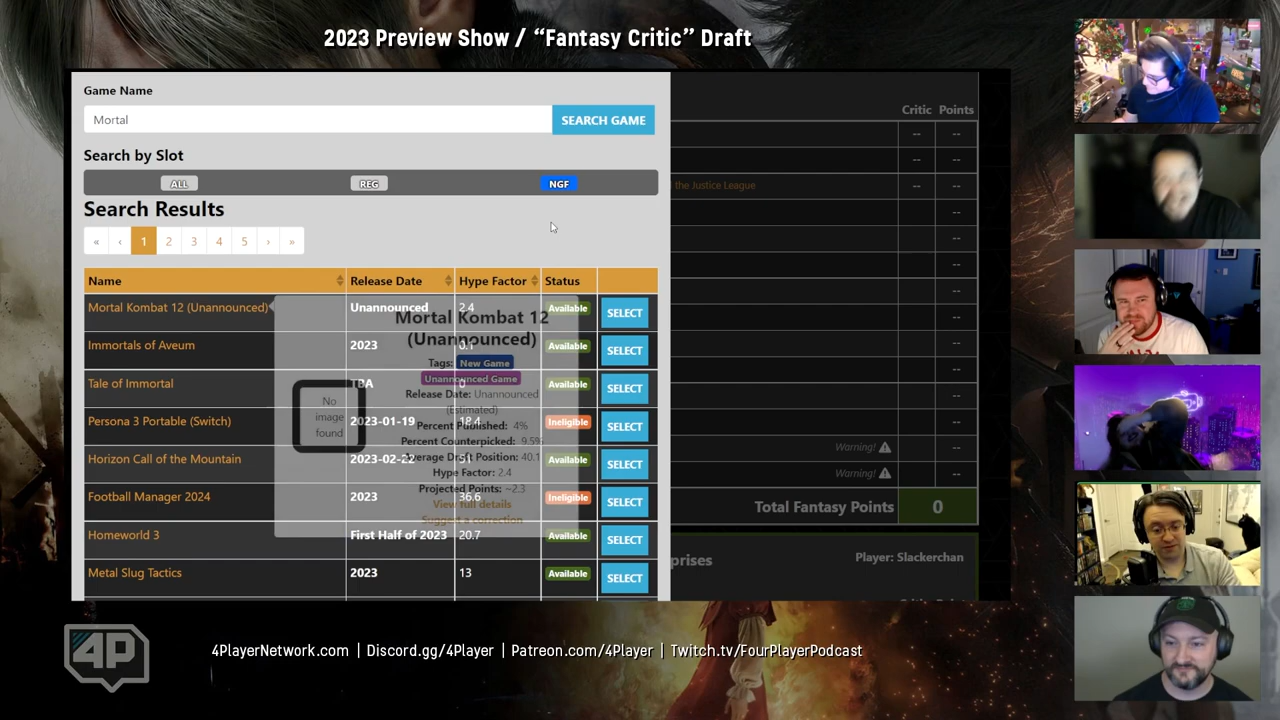 2023 Preview Show / “Fantasy Critic” Draft
Game Name
Mortal
SEARCH GAME
Search by Slot
ALL REG NGF
Search Results
« ‹ 1 2 3 4 5 › »
Name Release Date Hype Factor Status
Mortal Kombat 12 (Unannounced) Unannounced 2.4 Available SELECT
Immortals of Aveum 2023 0.1 Available SELECT
Tale of Immortal TBA 0 Available SELECT
Persona 3 Portable (Switch) 2023-01-19 18.4 Ineligible SELECT
Horizon Call of the Mountain 2023-02-22 Available SELECT
Football Manager 2024 2023 36.6 Ineligible SELECT
Homeworld 3 First Half of 2023 20.7 Available SELECT
Metal Slug Tactics 2023 13 Available SELECT
Mortal Kombat 12
(Unannounced)
Tags: New Game
Unannounced Game
Release Date: Unannounced
(Estimated)
No
image
found
Percent Published: 4%
Percent Counterpicked: 9.5%
Average Draft Position: 40.1
Hype Factor: 2.4
Projected Points: ~2.3
View full details
Suggest a correction
Critic Points
-- --
-- --
the Justice League -- --
--
--
--
--
--
--
--
--
--
Warning! --
Warning! --
Total Fantasy Points 0
prises Player: Slackerchan
4P
4PlayerNetwork.com | Discord.gg/4Player | Patreon.com/4Player | Twitch.tv/FourPlayerPodcast